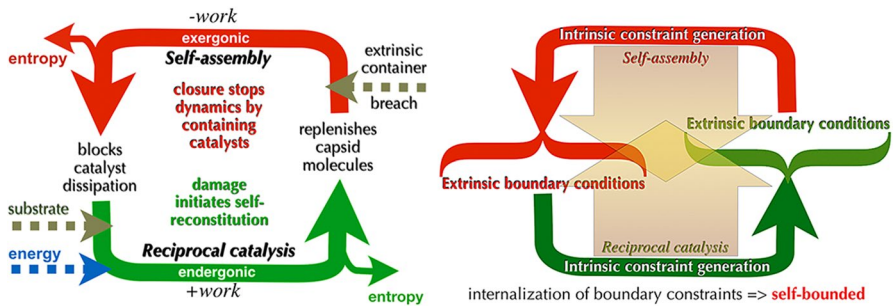 -work
exergonic
entropy
Self-assembly
extrinsic
container
breach
closure stops
dynamics by
containing
catalysts
replenishes
capsid
molecules
blocks
catalyst
dissipation
damage
initiates self-
reconstitution
substrate
energy
Reciprocal catalysis
endergonic
+work
entropy
Intrinsic constraint generation
Self-assembly
Extrinsic boundary conditions
Extrinsic boundary conditions
Reciprocal catalysis
Intrinsic constraint generation
internalization of boundary constraints => self-bounded